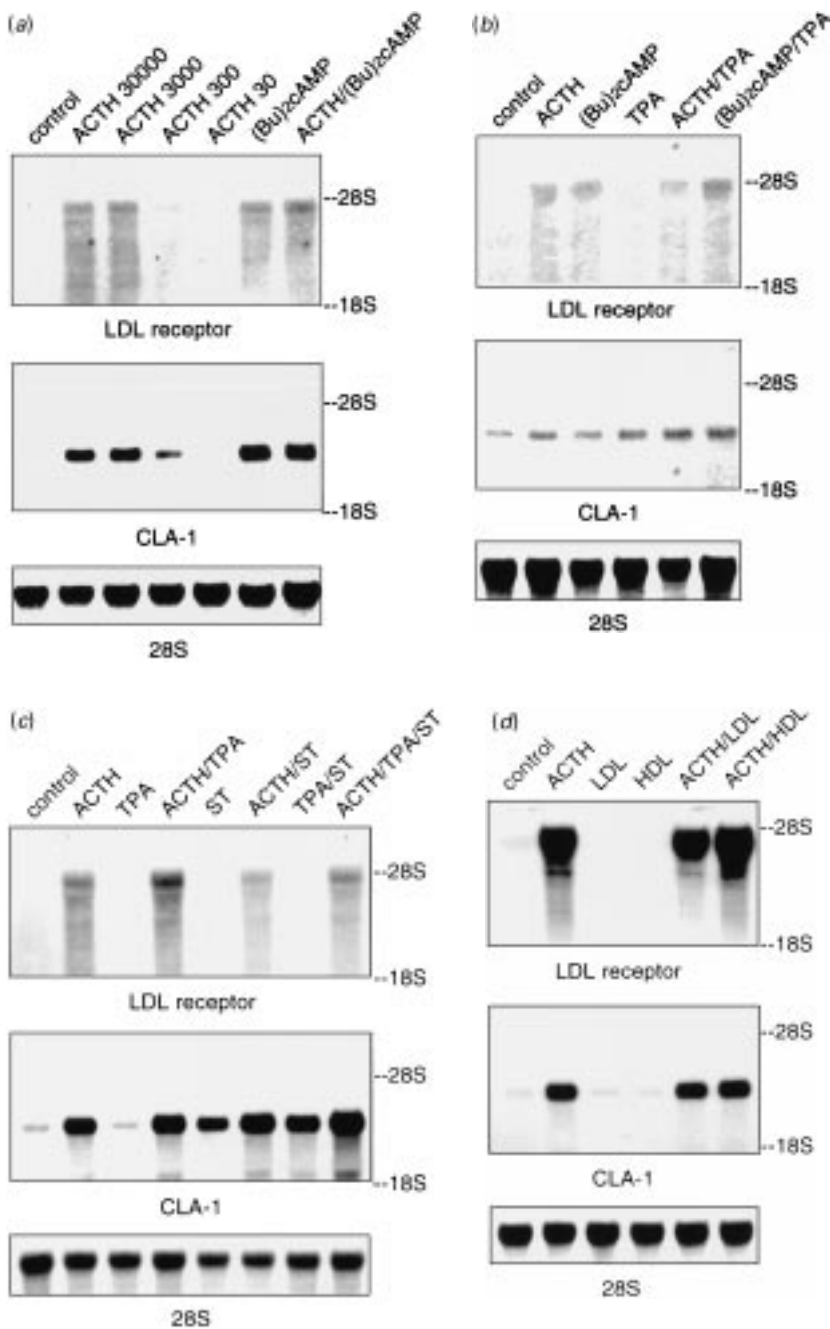 (a)
control
ACTH 30000
ACTH 3000
ACTH 300
ACTH 30
(Bu)2cAMP
ACTH/(Bu)2cAMP
--28S
--18S
LDL receptor
--28S
--18S
CLA-1
28S
(b)
control
ACTH
(Bu)2cAMP
TPA
ACTH/TPA
(Bu)2cAMP/TPA
--28S
--18S
LDL receptor
--28S
--18S
CLA-1
28S
(c)
control
ACTH
TPA
ACTH/TPA
ST
ACTH/ST
TPA/ST
ACTH/TPA/ST
--28S
--18S
LDL receptor
--28S
--18S
CLA-1
28S
(d)
control
ACTH
LDL
HDL
ACTH/LDL
ACTH/HDL
--28S
--18S
LDL receptor
--28S
--18S
CLA-1
28S